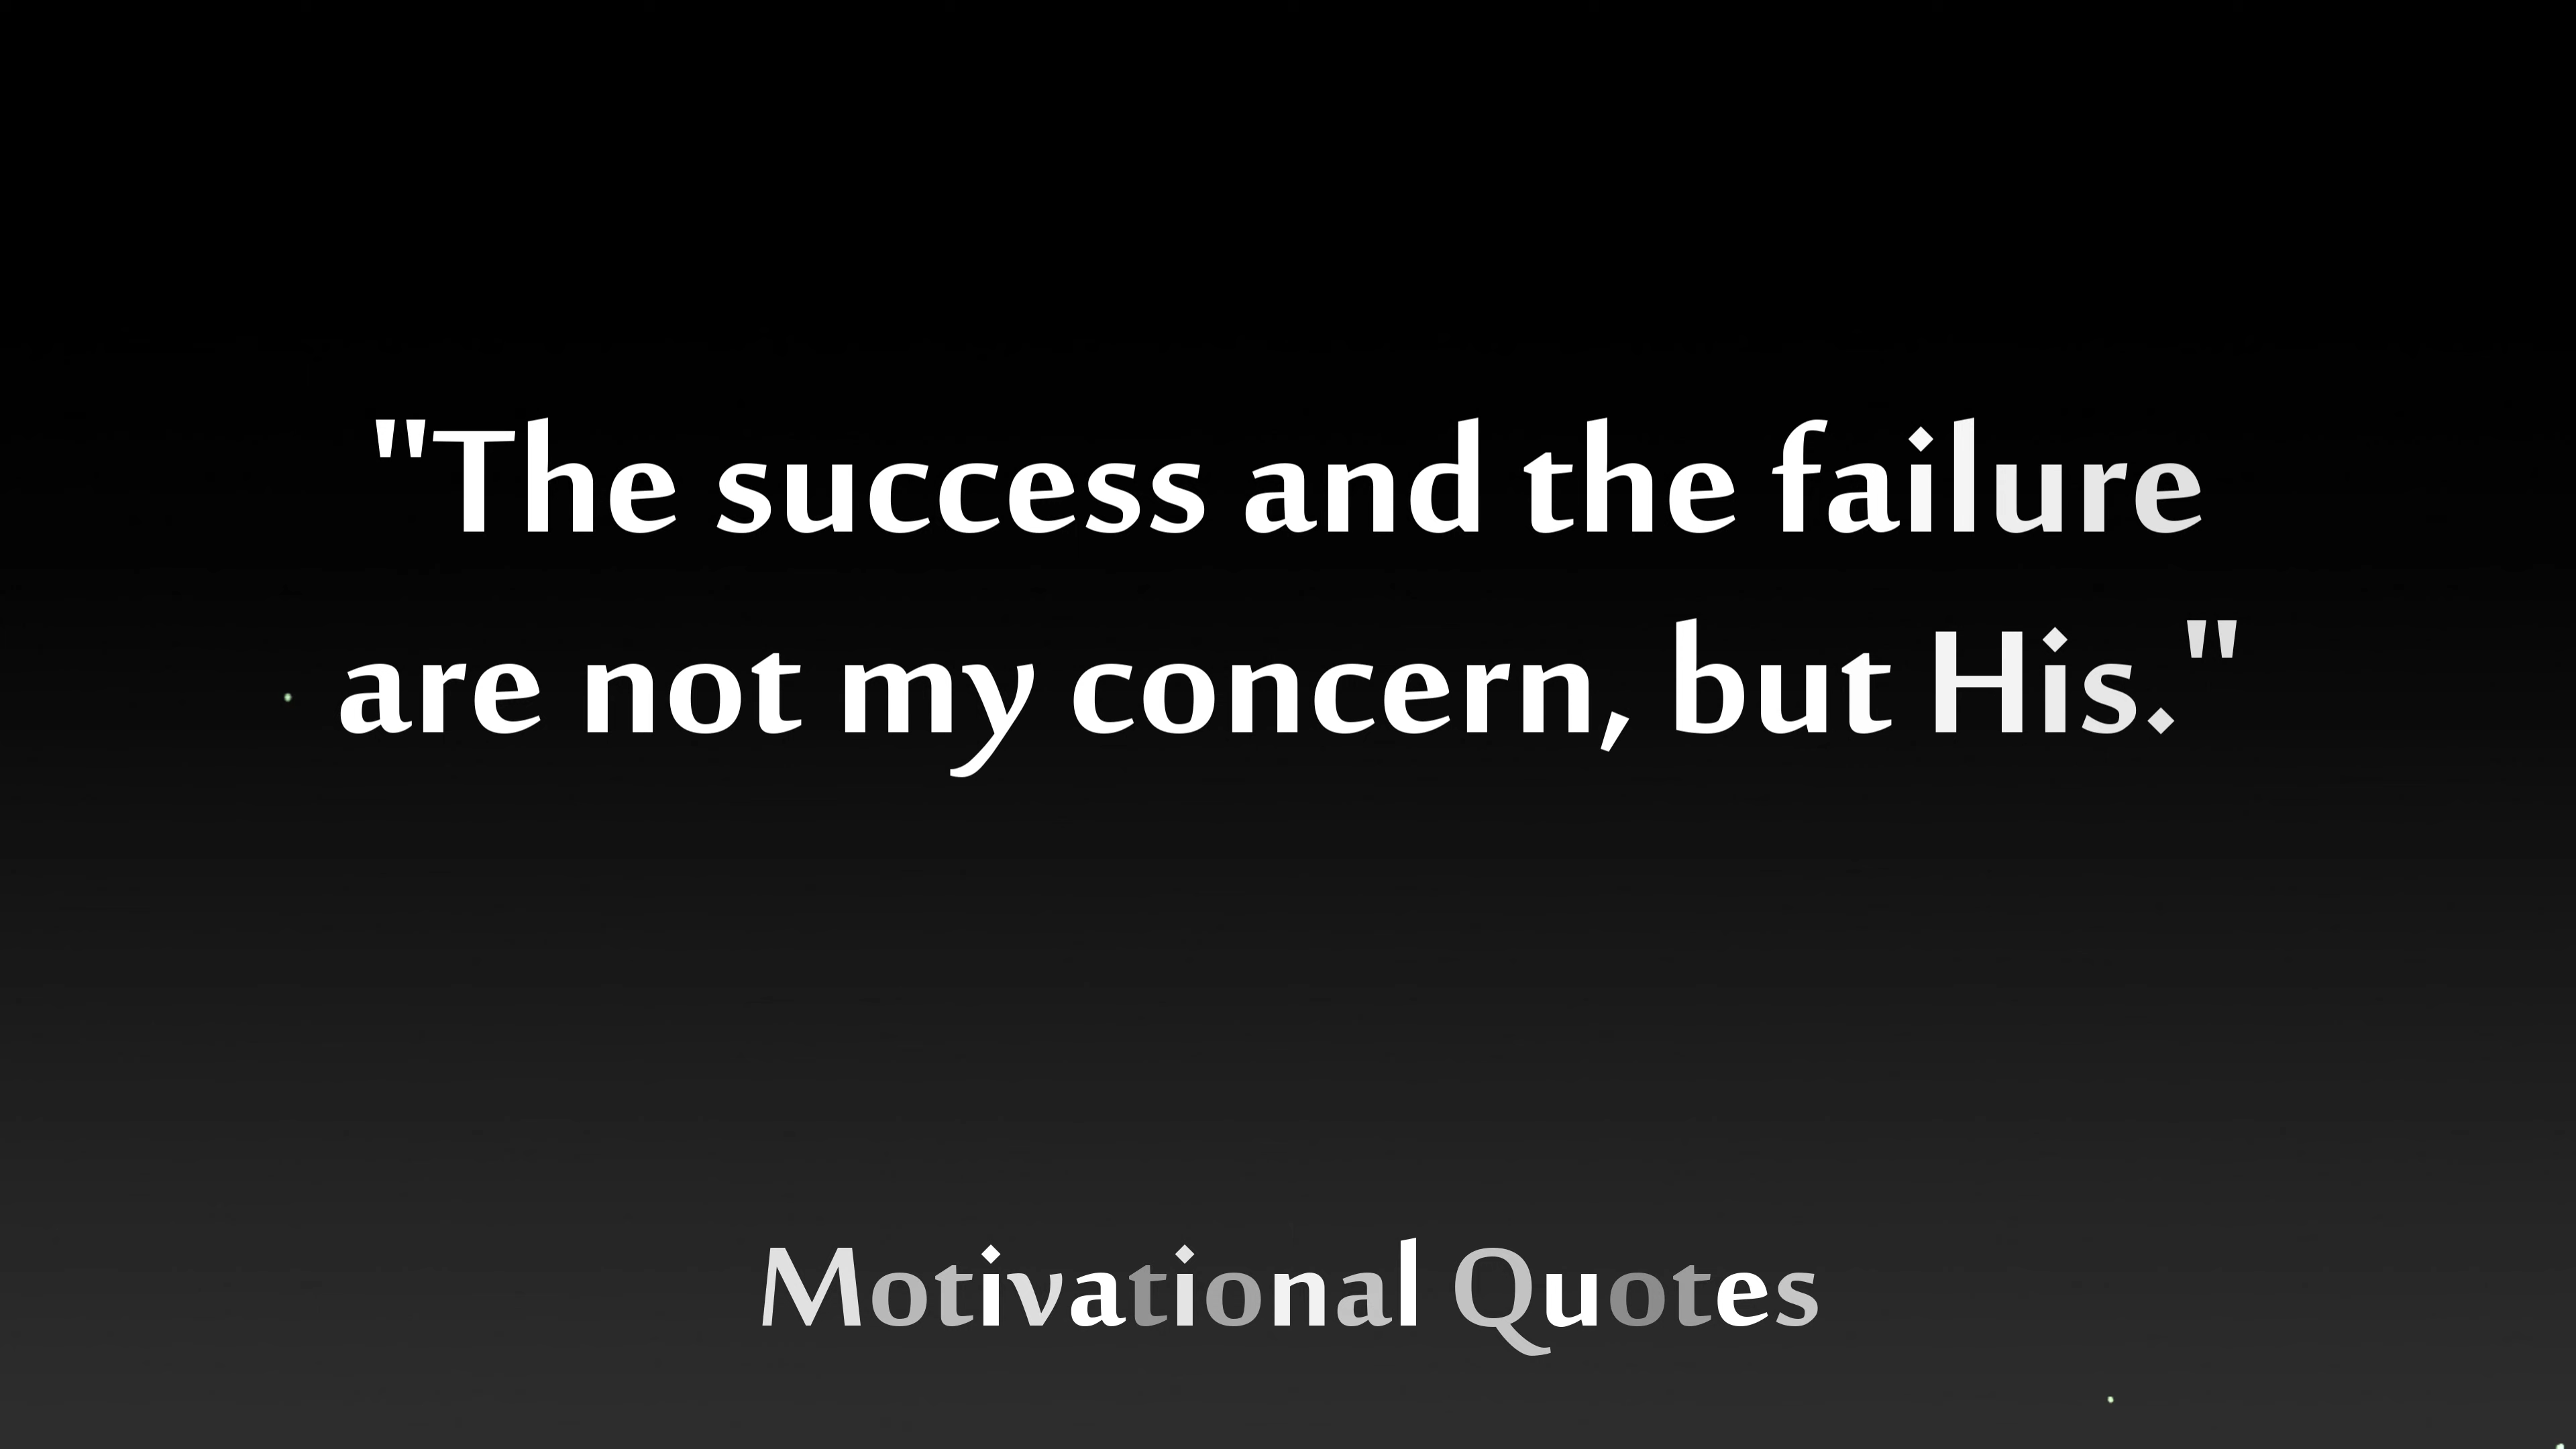 "The success and the failure
are not my concern, but His."
Motivational Quotes